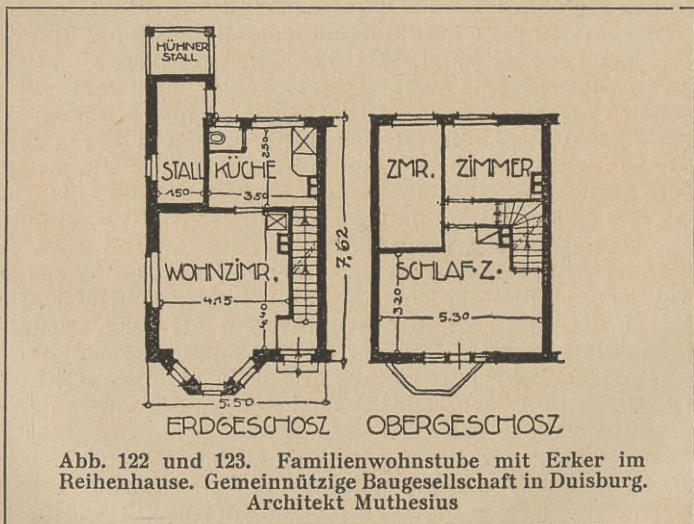 HÜHNER
STALL
STALL
1.50
KÜCHE
3.50
2.50
WOHNZIMR.
4.15
4.40
7.62
5.50
ZMR.
ZIMMER
SCHLAF-Z.
3.20
5.30
ERDGESCHOSZ
OBERGESCHOSZ
Abb. 122 und 123. Familienwohnstube mit Erker im
Reihenhause. Gemeinnützige Baugesellschaft in Duisburg.
Architekt Muthesius